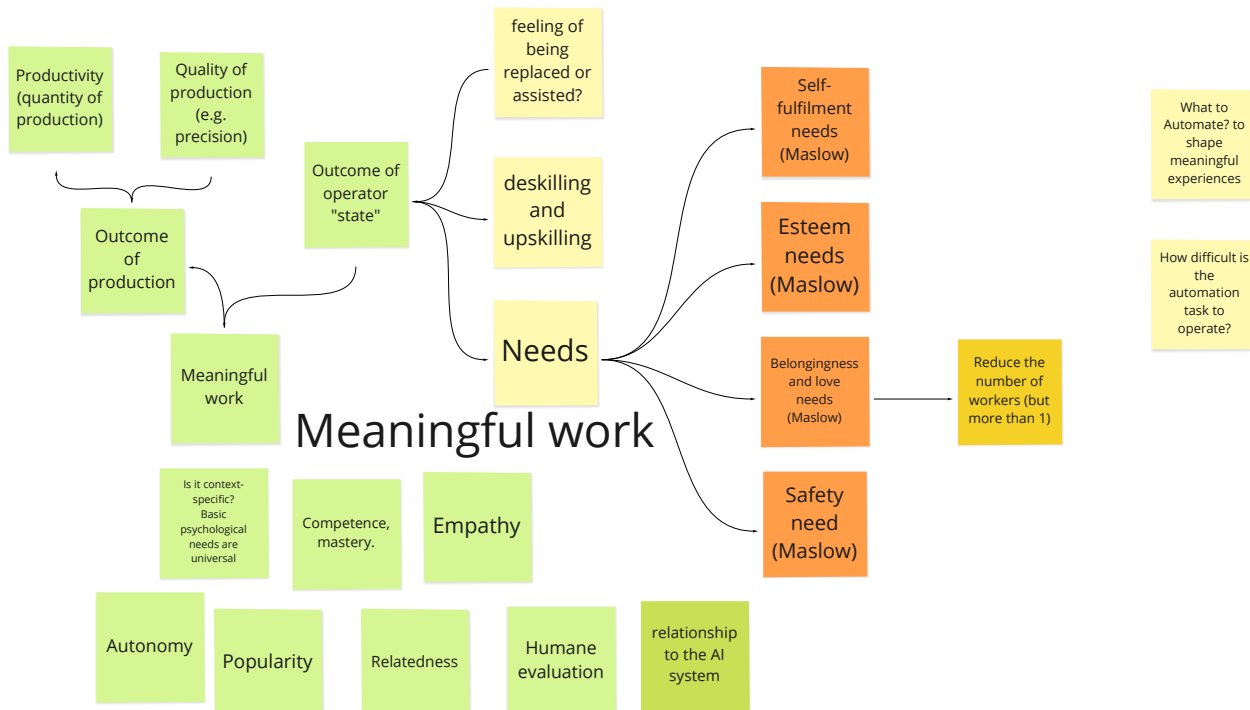 feeling of
being
replaced or
assisted?
Productivity
(quantity of
production)
Quality of
production
(e.g.
precision)
Self-
fulfilment
needs
(Maslow)
What to
Automate? to
shape
meaningful
experiences
Outcome of
operator
"state"
deskilling
and
upskilling
Outcome
of
production
Esteem
needs
(Maslow)
How difficult is
the
automation
task to
operate?
Needs
Meaningful
work
Belongingness
and love
needs
(Maslow)
Reduce the
number of
workers (but
more than 1)
Meaningful work
Is it context-
specific?
Basic
psychological
needs are
universal
Competence,
mastery.
Empathy
Safety
need
(Maslow)
Autonomy
Popularity
Relatedness
Humane
evaluation
relationship
to the AI
system